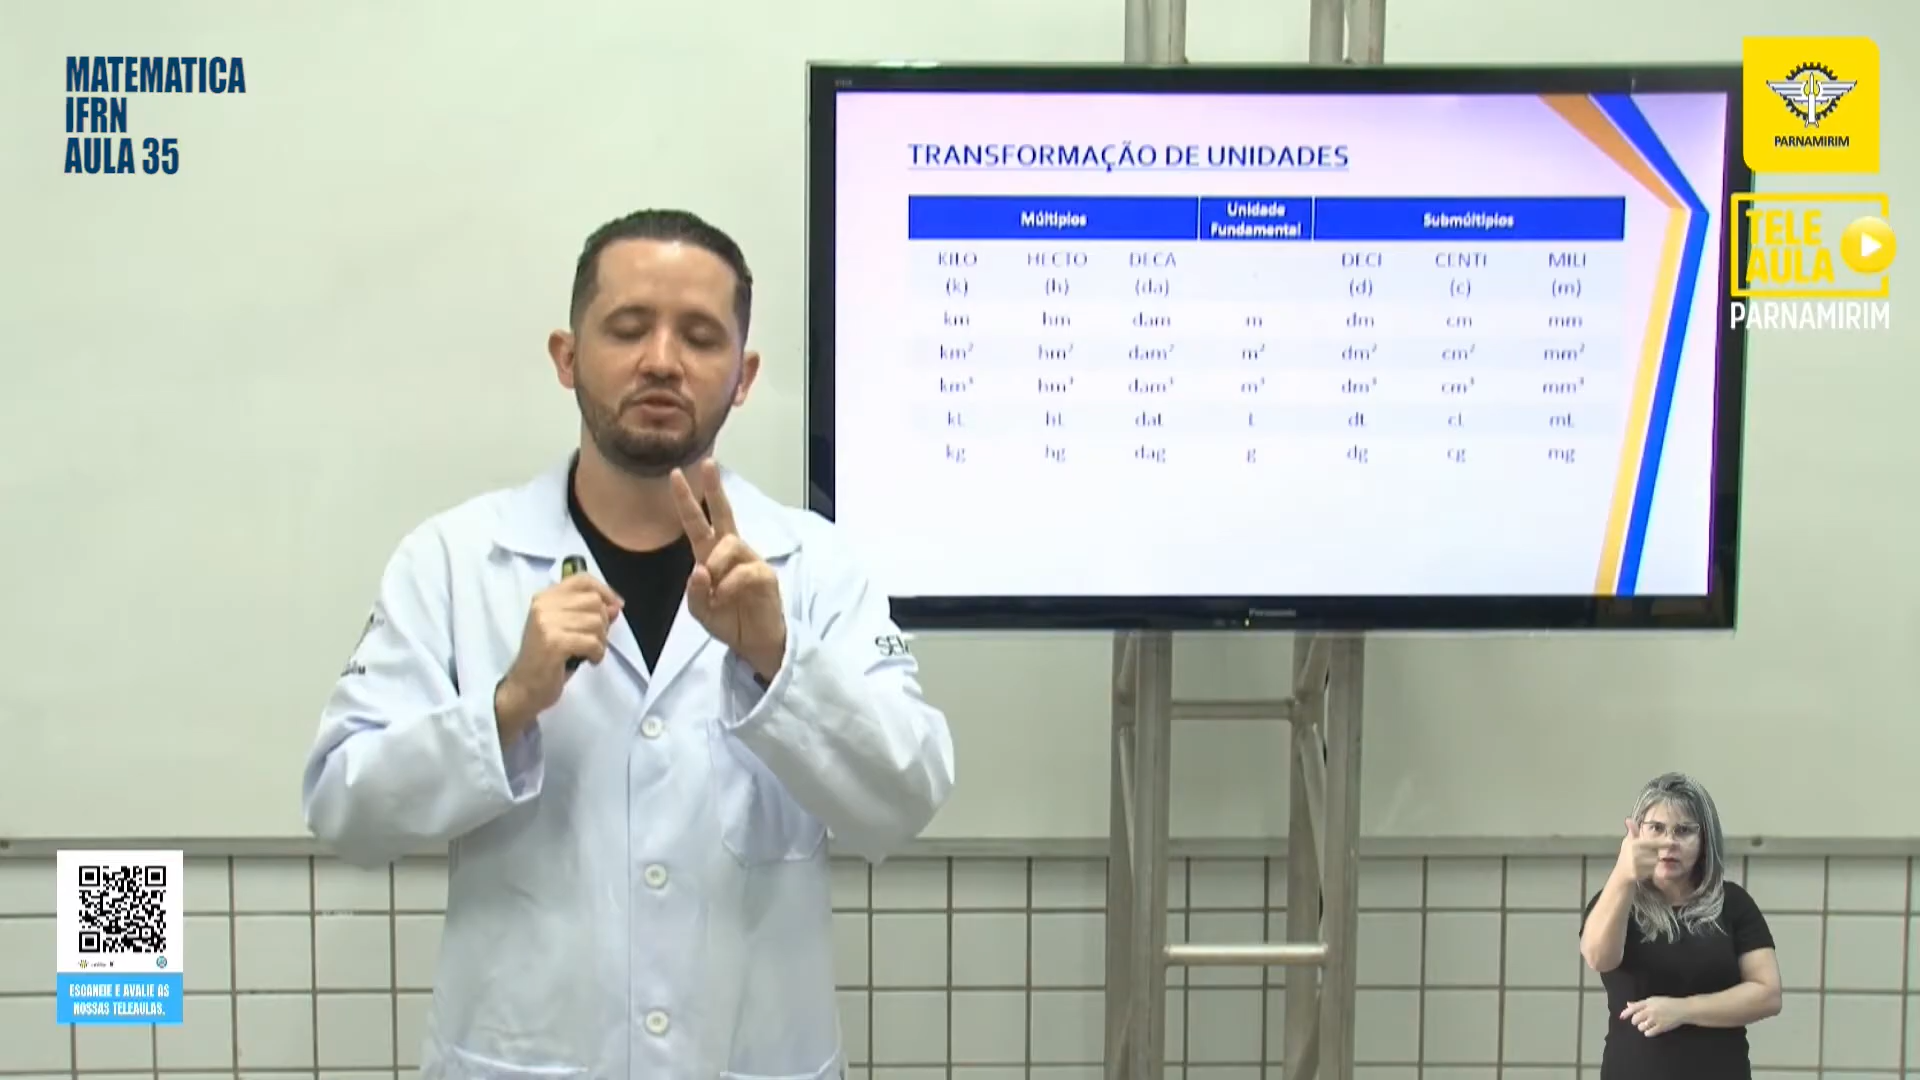 MATEMATICA
IFRN
AULA 35
PARNAMIRIM
TELE
AULA
PARNAMIRIM
TRANSFORMAÇÃO DE UNIDADES
Múltiplos Unidade Fundamental Submúltiplos
KILO HECTO DECA DECI CENTI MILI
(k) (h) (da) (d) (c) (m)
km hm dam m dm cm mm
km² hm² dam² m² dm² cm² mm²
km³ hm³ dam³ m³ dm³ cm³ mm³
kL hL daL L dL cL mL
kg hg dag g dg cg mg
Panasonic
ESCANEIE E AVALIE AS
NOSSAS TELEAULAS.